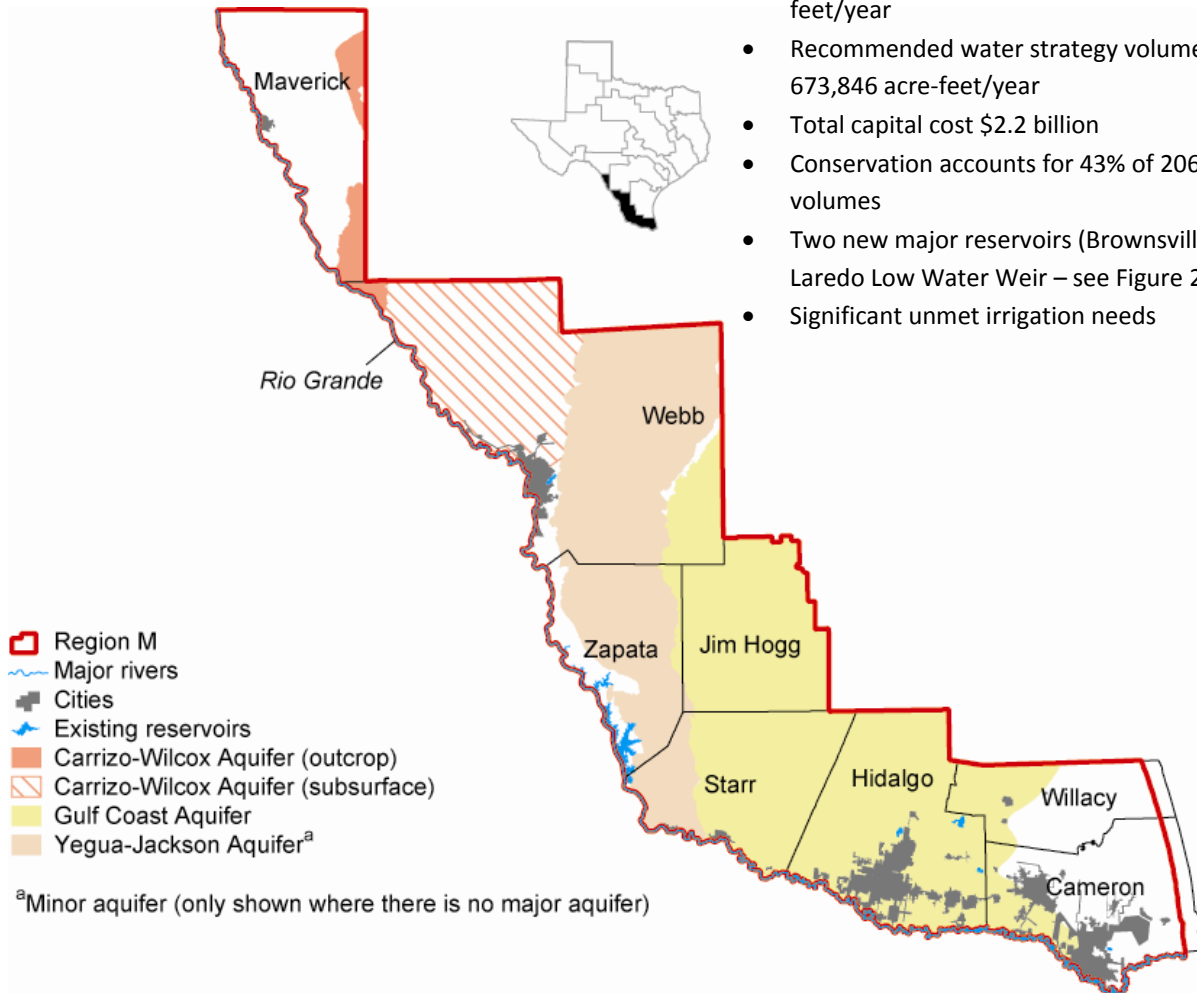 feet/year
• Recommended water strategy volume
673,846 acre-feet/year
• Total capital cost $2.2 billion
• Conservation accounts for 43% of 206
volumes
• Two new major reservoirs (Brownsvill
Laredo Low Water Weir – see Figure 2
• Significant unmet irrigation needs
Maverick
Rio Grande
Webb
Zapata
Jim Hogg
Starr
Hidalgo
Willacy
Cameron
Region M
Major rivers
Cities
Existing reservoirs
Carrizo-Wilcox Aquifer (outcrop)
Carrizo-Wilcox Aquifer (subsurface)
Gulf Coast Aquifer
Yegua-Jackson Aquiferᵃ
ᵃMinor aquifer (only shown where there is no major aquifer)